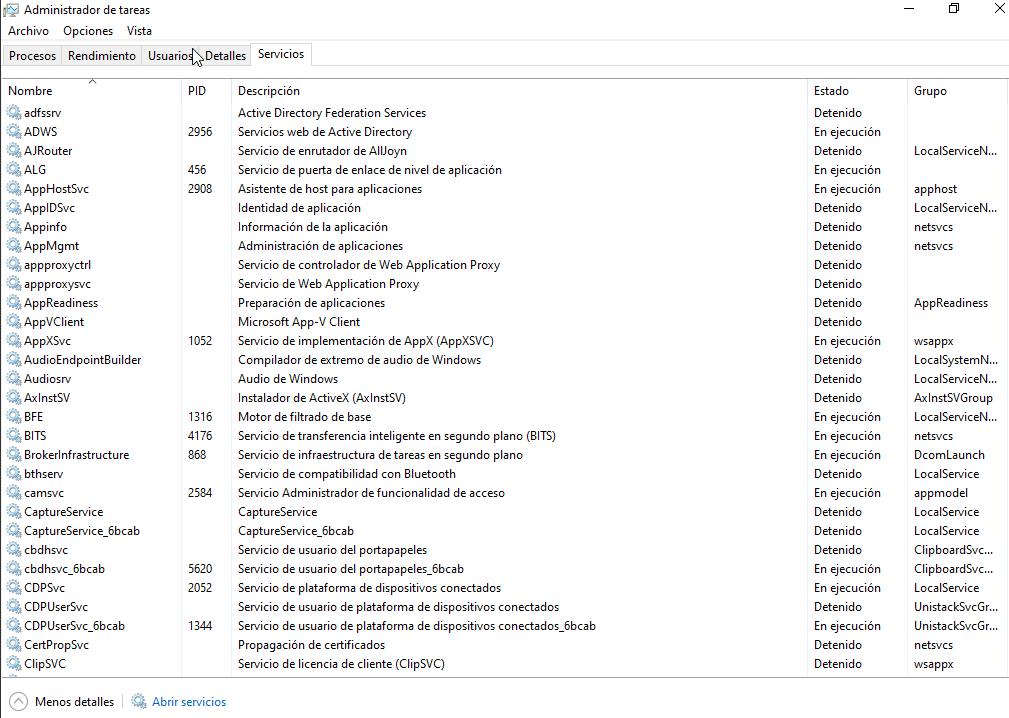 Administrador de tareas
Archivo Opciones Vista
Procesos Rendimiento Usuarios Detalles Servicios
Nombre PID Descripción Estado Grupo
adfssrv Active Directory Federation Services Detenido
ADWS 2956 Servicios web de Active Directory En ejecución
AJRouter Servicio de enrutador de AllJoyn Detenido LocalServiceN...
ALG 456 Servicio de puerta de enlace de nivel de aplicación En ejecución
AppHostSvc 2908 Asistente de host para aplicaciones En ejecución apphost
AppIDSvc Identidad de aplicación Detenido LocalServiceN...
Appinfo Información de la aplicación Detenido netsvcs
AppMgmt Administración de aplicaciones Detenido netsvcs
appproxyctrl Servicio de controlador de Web Application Proxy Detenido
appproxysvc Servicio de Web Application Proxy Detenido
AppReadiness Preparación de aplicaciones Detenido AppReadiness
AppVClient Microsoft App-V Client Detenido
AppXSvc 1052 Servicio de implementación de AppX (AppXSVC) En ejecución wsappx
AudioEndpointBuilder Compilador de extremo de audio de Windows Detenido LocalSystemN...
Audiosrv Audio de Windows Detenido LocalServiceN...
AxInstSV Instalador de ActiveX (AxInstSV) Detenido AxInstSVGroup
BFE 1316 Motor de filtrado de base En ejecución LocalServiceN...
BITS 4176 Servicio de transferencia inteligente en segundo plano (BITS) En ejecución netsvcs
BrokerInfrastructure 868 Servicio de infraestructura de tareas en segundo plano En ejecución DcomLaunch
bthserv Servicio de compatibilidad con Bluetooth Detenido LocalService
camsvc 2584 Servicio Administrador de funcionalidad de acceso En ejecución appmodel
CaptureService CaptureService Detenido LocalService
CaptureService_6bcab CaptureService_6bcab Detenido LocalService
cbdhsvc Servicio de usuario del portapapeles Detenido ClipboardSvc...
cbdhsvc_6bcab 5620 Servicio de usuario del portapapeles_6bcab En ejecución ClipboardSvc...
CDPSvc 2052 Servicio de plataforma de dispositivos conectados En ejecución LocalService
CDPUserSvc Servicio de usuario de plataforma de dispositivos conectados Detenido UnistackSvcGr...
CDPUserSvc_6bcab 1344 Servicio de usuario de plataforma de dispositivos conectados_6bcab En ejecución UnistackSvcGr...
CertPropSvc Propagación de certificados Detenido netsvcs
ClipSVC Servicio de licencia de cliente (ClipSVC) Detenido wsappx
Menos detalles Abrir servicios